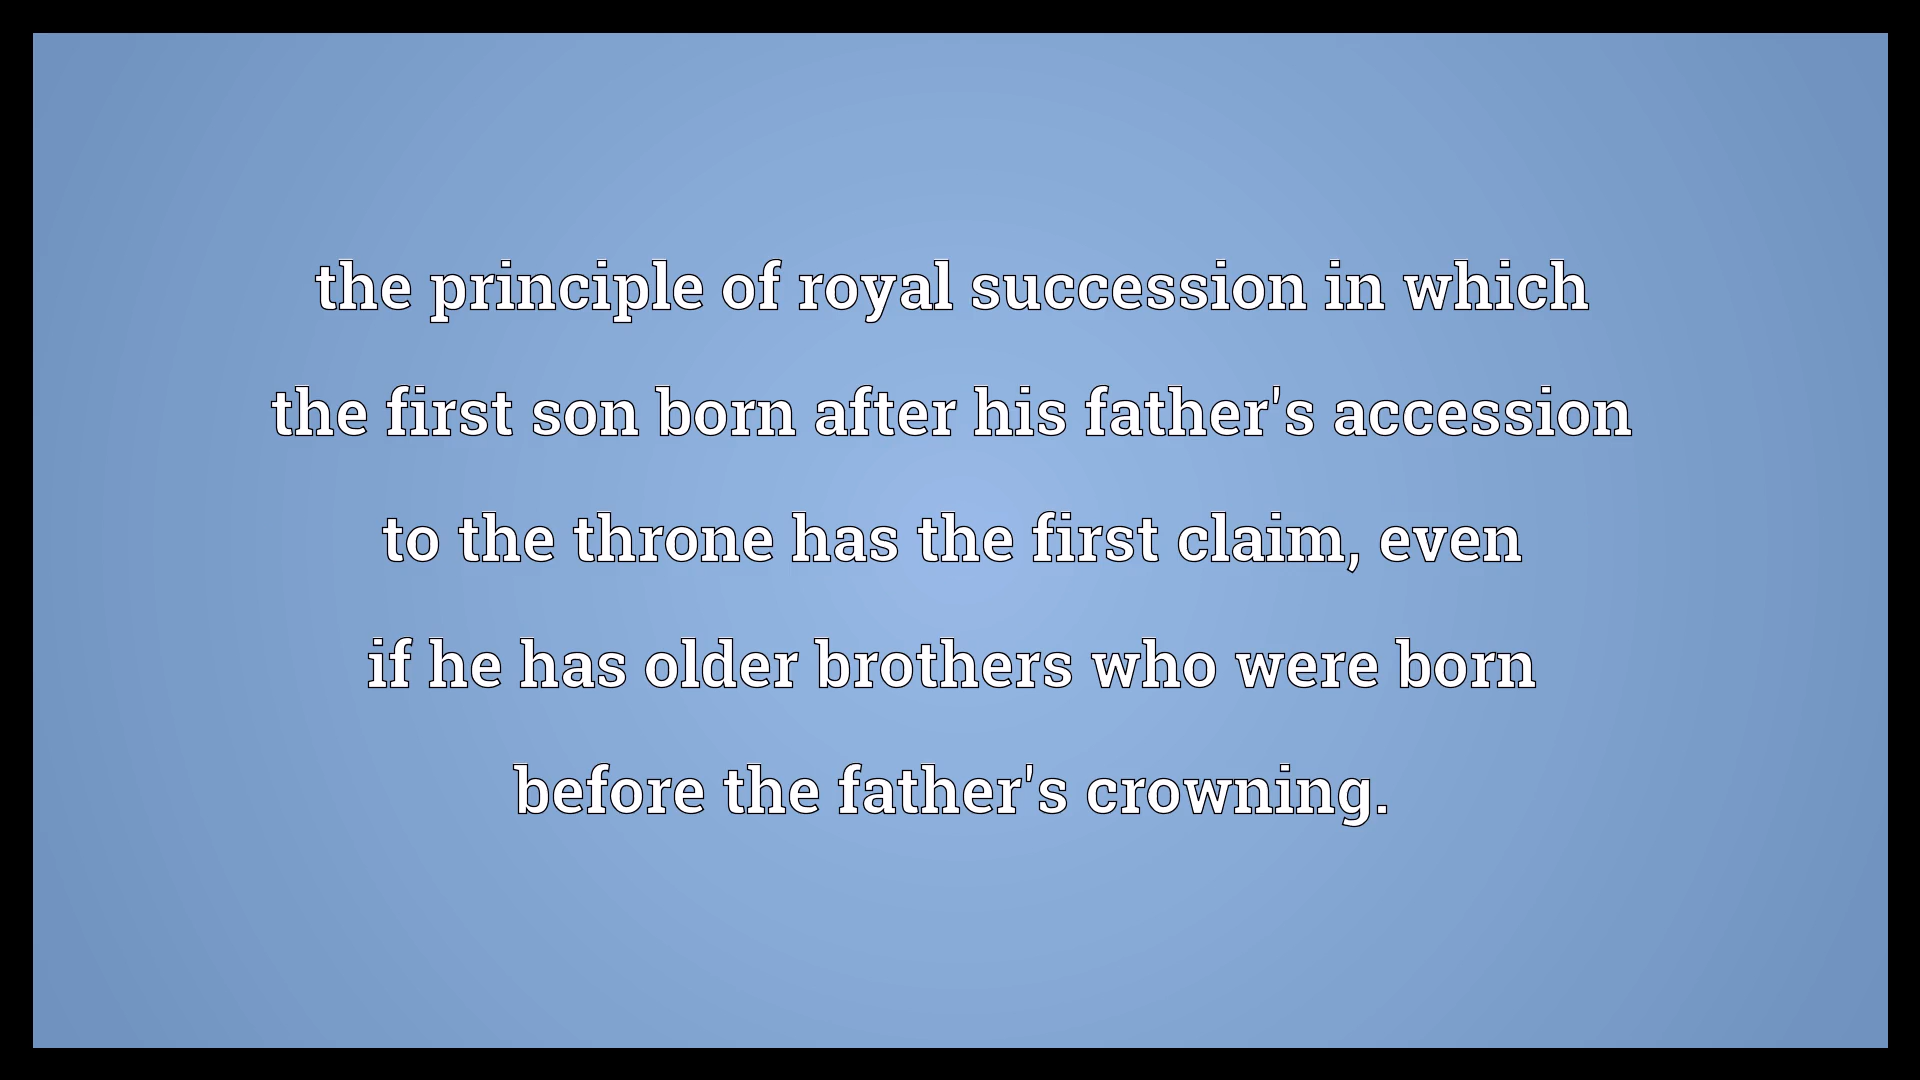 the principle of royal succession in which
the first son born after his father's accession
to the throne has the first claim, even
if he has older brothers who were born
before the father's crowning.